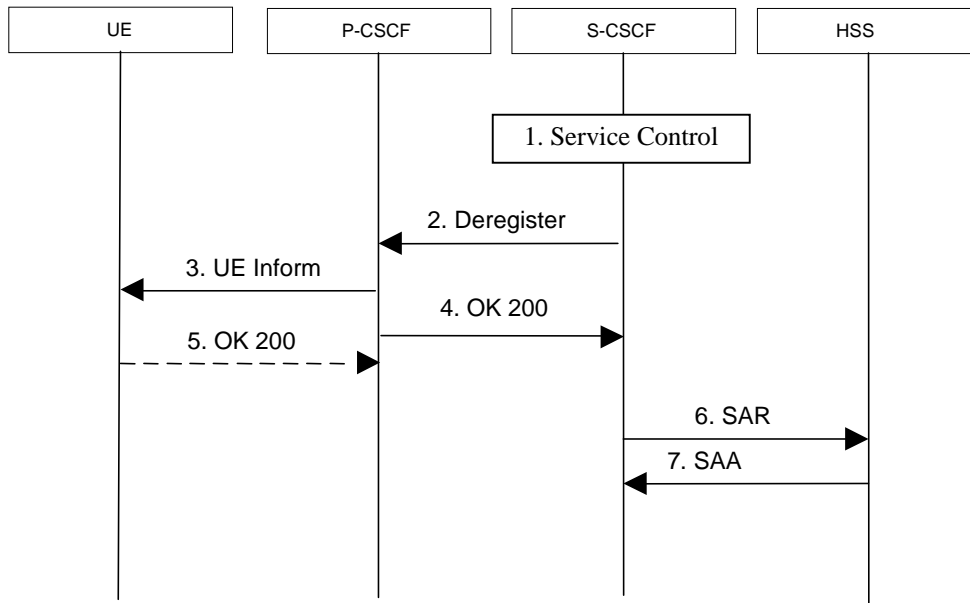 UE
P-CSCF
S-CSCF
HSS
1. Service Control
2. Deregister
3. UE Inform
4. OK 200
5. OK 200
6. SAR
7. SAA